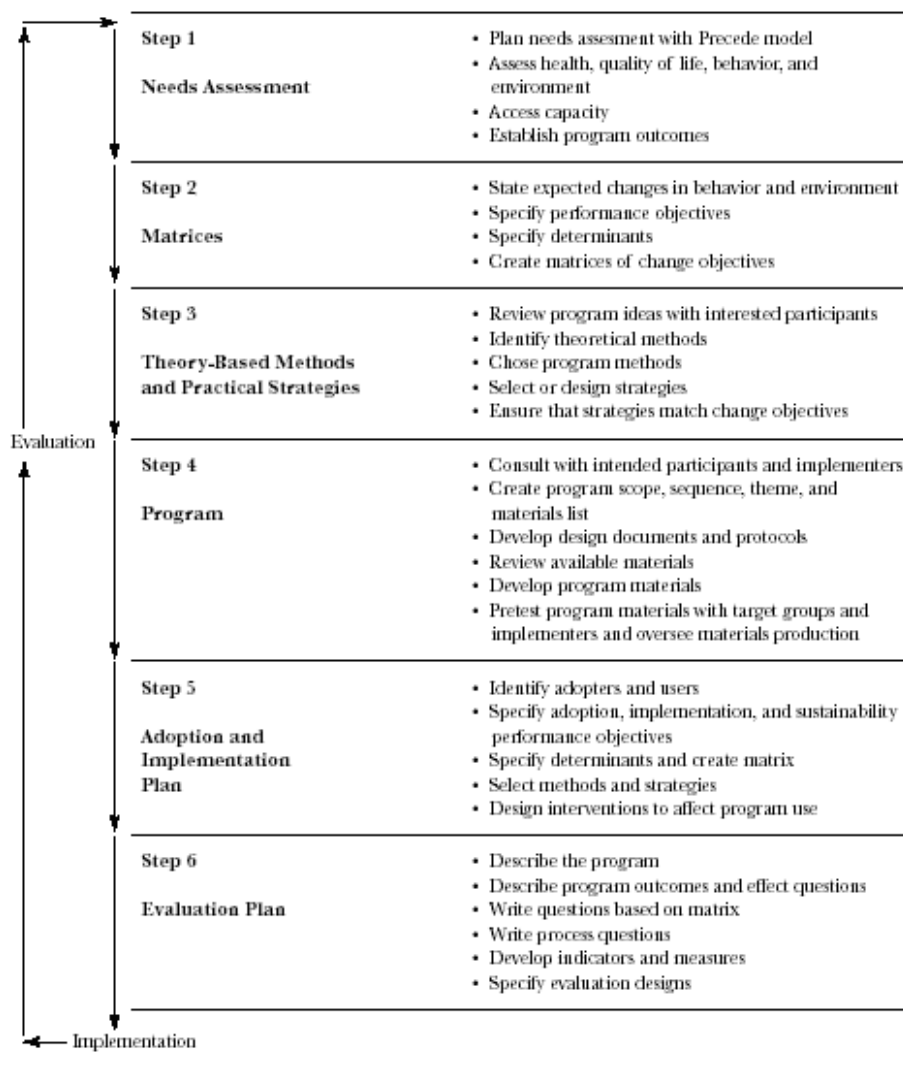 Step 1
Needs Assessment
• Plan needs assesment with Precede model
• Assess health, quality of life, behavior, and
environment
• Access capacity
• Establish program outcomes
Step 2
Matrices
• State expected changes in behavior and environment
• Specify performance objectives
• Specify determinants
• Create matrices of change objectives
Step 3
Theory-Based Methods
and Practical Strategies
• Review program ideas with interested participants
• Identify theoretical methods
• Chose program methods
• Select or design strategies
• Ensure that strategies match change objectives
Evaluation
Step 4
Program
• Consult with intended participants and implementers
• Create program scope, sequence, theme, and
materials list
• Develop design documents and protocols
• Review available materials
• Develop program materials
• Pretest program materials with target groups and
implementers and oversee materials production
Step 5
Adoption and
Implementation
Plan
• Identify adopters and users
• Specify adoption, implementation, and sustainability
performance objectives
• Specify determinants and create matrix
• Select methods and strategies
• Design interventions to affect program use
Step 6
Evaluation Plan
• Describe the program
• Describe program outcomes and effect questions
• Write questions based on matrix
• Write process questions
• Develop indicators and measures
• Specify evaluation designs
Implementation